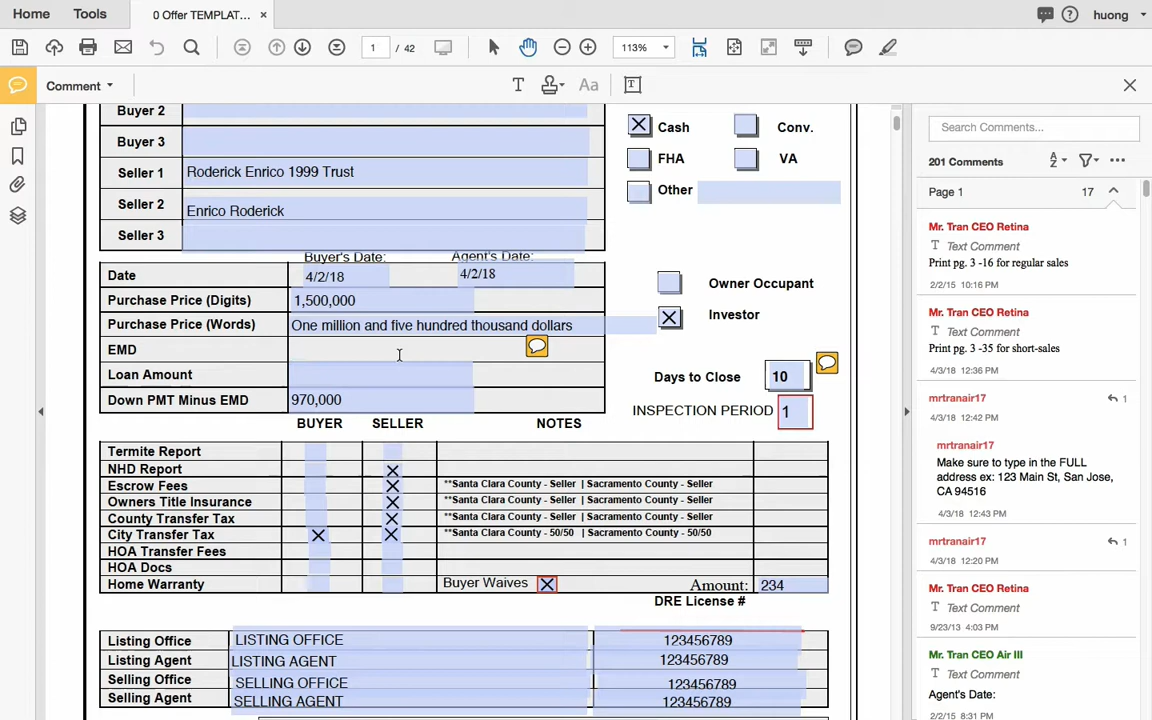 Home Tools 0 Offer TEMPLAT... × huong
1 / 42 113%
Comment T Aa T
Buyer 2
Buyer 3
Seller 1 Roderick Enrico 1999 Trust
Seller 2 Enrico Roderick
Seller 3
Cash Conv.
FHA VA
Other
Buyer's Date: Agent's Date:
Date 4/2/18 4/2/18
Purchase Price (Digits) 1,500,000
Purchase Price (Words) One million and five hundred thousand dollars
EMD
Loan Amount
Down PMT Minus EMD 970,000
Owner Occupant
Investor
Days to Close 10
INSPECTION PERIOD 1
BUYER SELLER NOTES
Termite Report
NHD Report
Escrow Fees **Santa Clara County - Seller | Sacramento County - Seller
Owners Title Insurance **Santa Clara County - Seller | Sacramento County - Seller
County Transfer Tax **Santa Clara County - Seller | Sacramento County - Seller
City Transfer Tax **Santa Clara County - 50/50 | Sacramento County - 50/50
HOA Transfer Fees
HOA Docs
Home Warranty Buyer Waives Amount: 234
DRE License #
Listing Office LISTING OFFICE 123456789
Listing Agent LISTING AGENT 123456789
Selling Office SELLING OFFICE 123456789
Selling Agent SELLING AGENT 123456789
Search Comments...
201 Comments
Page 1 17
Mr. Tran CEO Retina
T Text Comment
Print pg. 3 -16 for regular sales
2/2/15 10:16 PM
Mr. Tran CEO Retina
T Text Comment
Print pg. 3 -35 for short-sales
4/3/18 12:36 PM
mrtranair17 1
4/3/18 12:42 PM
mrtranair17
Make sure to type in the FULL
address ex: 123 Main St, San Jose,
CA 94516
4/3/18 12:43 PM
mrtranair17 1
4/3/18 12:20 PM
Mr. Tran CEO Retina
T Text Comment
9/23/13 4:03 PM
Mr. Tran CEO Air III
T Text Comment
Agent's Date:
2/2/15 8:31 PM